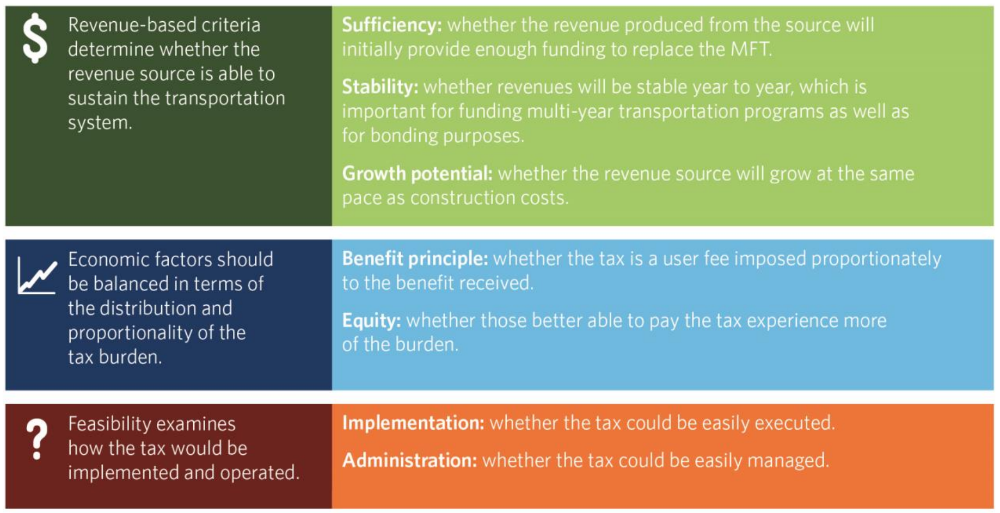 $
Revenue-based criteria
determine whether the
revenue source is able to
sustain the transportation
system.
Sufficiency: whether the revenue produced from the source will
initially provide enough funding to replace the MFT.
Stability: whether revenues will be stable year to year, which is
important for funding multi-year transportation programs as well as
for bonding purposes.
Growth potential: whether the revenue source will grow at the same
pace as construction costs.
Economic factors should
be balanced in terms of
the distribution and
proportionality of the
tax burden.
Benefit principle: whether the tax is a user fee imposed proportionately
to the benefit received.
Equity: whether those better able to pay the tax experience more
of the burden.
?
Feasibility examines
how the tax would be
implemented and operated.
Implementation: whether the tax could be easily executed.
Administration: whether the tax could be easily managed.